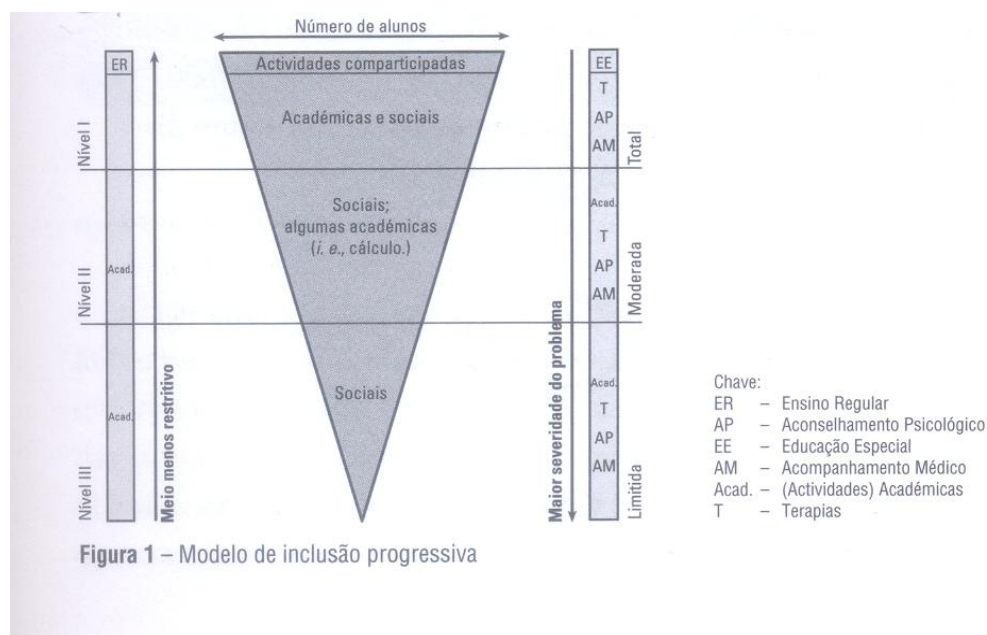 Número de alunos
ER
Actividades comparticipadas
EE
T
Académicas e sociais
AP
AM
Nível I
Total
Sociais;
algumas académicas
(i. e., cálculo.)
Acad.
Acad.
T
AP
AM
Nível II
Moderada
Sociais
Acad.
Acad.
T
AP
AM
Nível III
Limitida
Meio menos restritivo
Maior severidade do problema
Chave:
ER – Ensino Regular
AP – Aconselhamento Psicológico
EE – Educação Especial
AM – Acompanhamento Médico
Acad. – (Actividades) Académicas
T – Terapias
Figura 1 – Modelo de inclusão progressiva